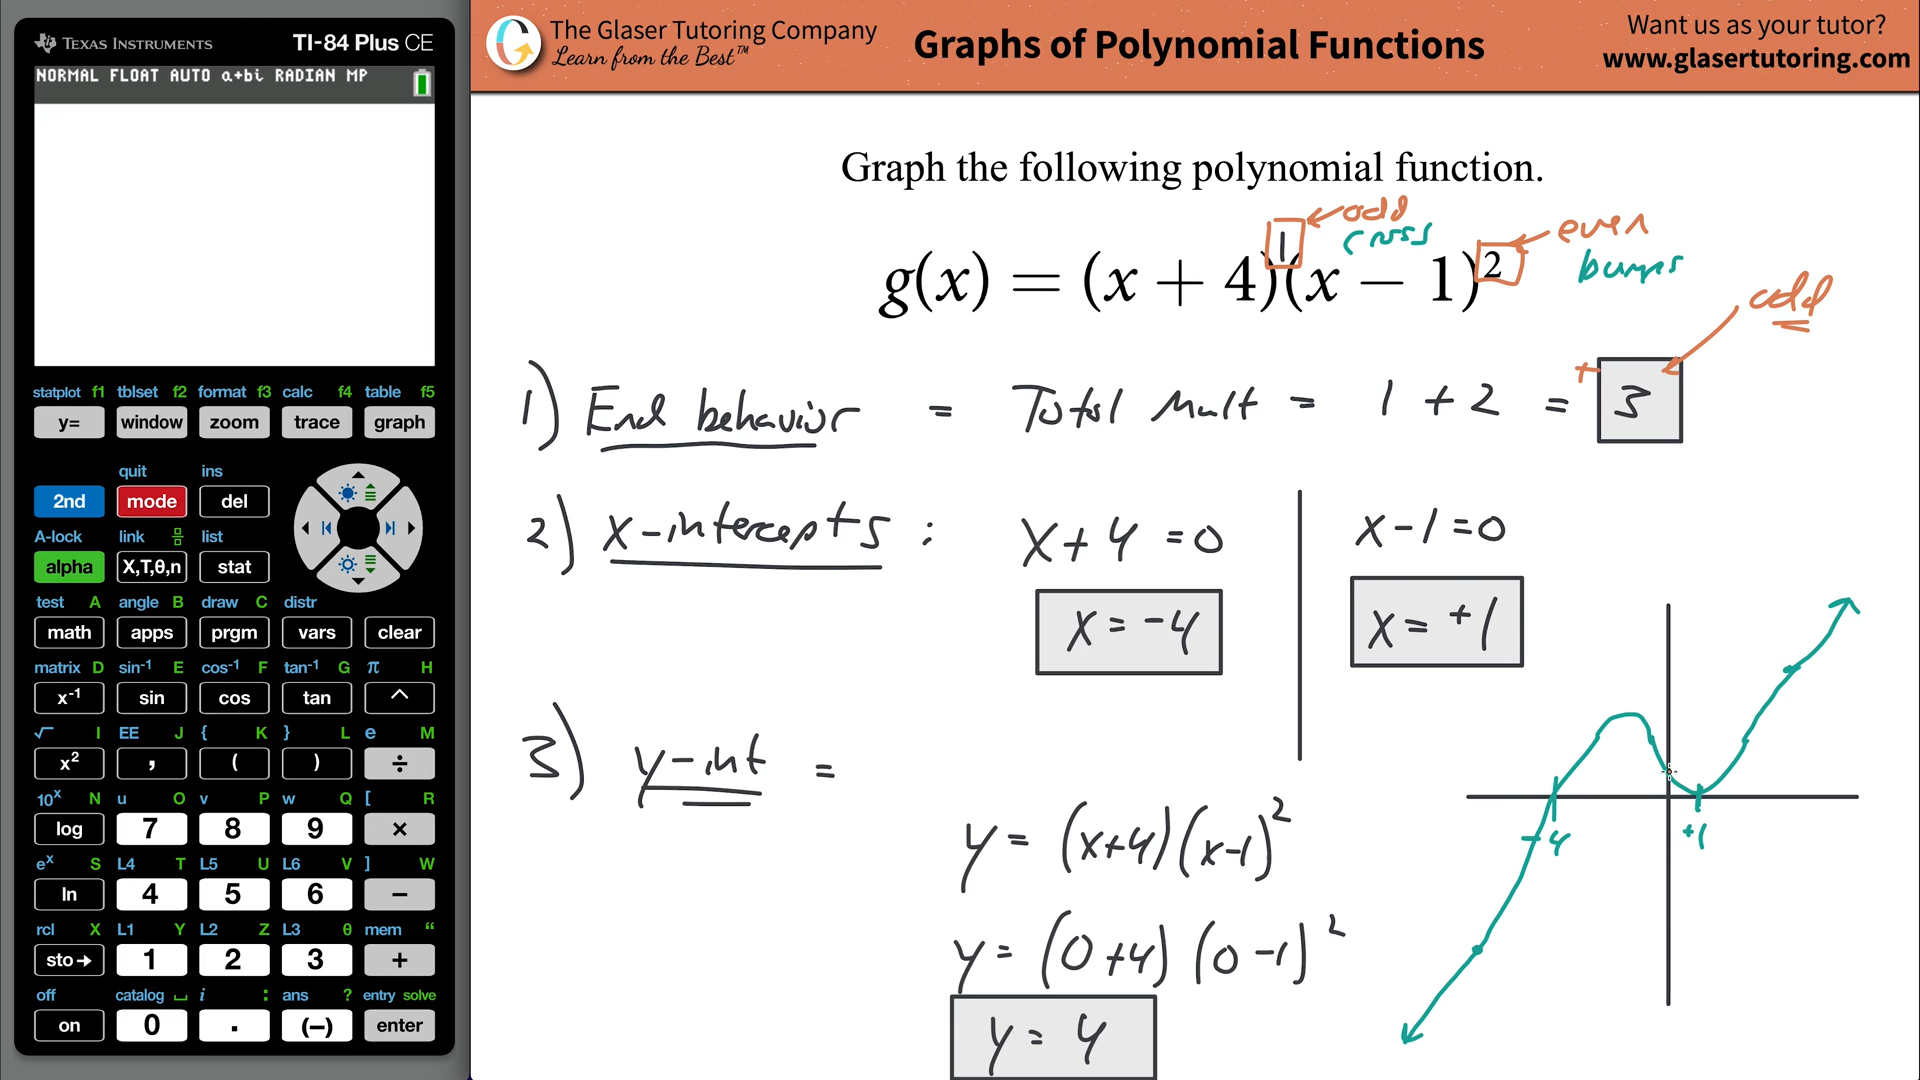 TEXAS INSTRUMENTS TI-84 Plus CE
NORMAL FLOAT AUTO a+bi RADIAN MP
statplot f1 tblset f2 format f3 calc f4 table f5
y= window zoom trace graph
quit ins
2nd mode del
A-lock link list
alpha X,T,θ,n stat
test A angle B draw C distr
math apps prgm vars clear
matrix D sin⁻¹ E cos⁻¹ F tan⁻¹ G π H
x⁻¹ sin cos tan ^
√ I EE J { K } L e M
x² , ( ) ÷
10ˣ N u O v P w Q [ R
log 7 8 9 ×
eˣ S L4 T L5 U L6 V ] W
ln 4 5 6 −
rcl X L1 Y L2 Z L3 θ mem “
sto→ 1 2 3 +
off catalog ⎵ i : ans ? entry solve
on 0 . (−) enter
The Glaser Tutoring Company
Learn from the Best™
Graphs of Polynomial Functions
Want us as your tutor?
www.glasertutoring.com
Graph the following polynomial function.
odd
cross
even
bumps
g(x) = (x + 4)¹(x − 1)²
odd
1) End behavior = Total Mult = 1 + 2 = + 3
2) x-intercepts : x+4 =0 x-1=0
x = -4 x = +1
3) y-int =
y = (x+4)(x-1)²
y = (0+4)(0-1)²
y = 4
-4 +1